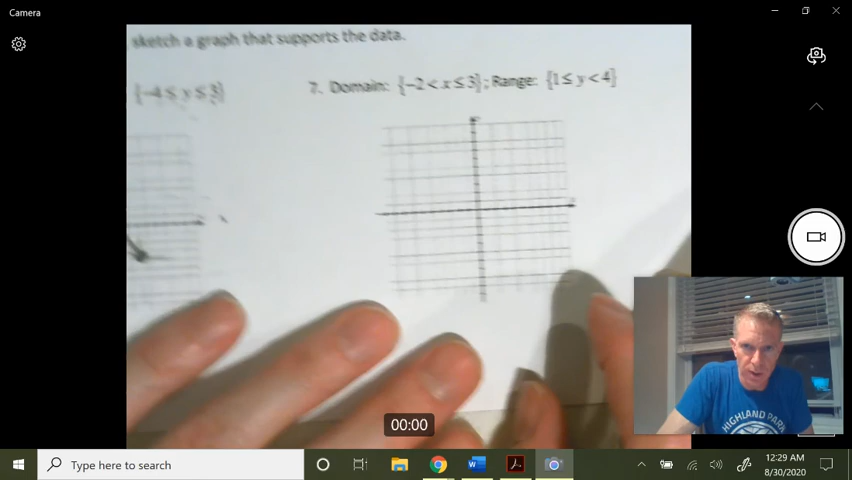 Camera
sketch a graph that supports the data.
{-4 ≤ y ≤ 3}
7. Domain: {-2 < x ≤ 3}; Range: {1 ≤ y < 4}
00:00
HIGHLAND PARK
Type here to search
12:29 AM
8/30/2020